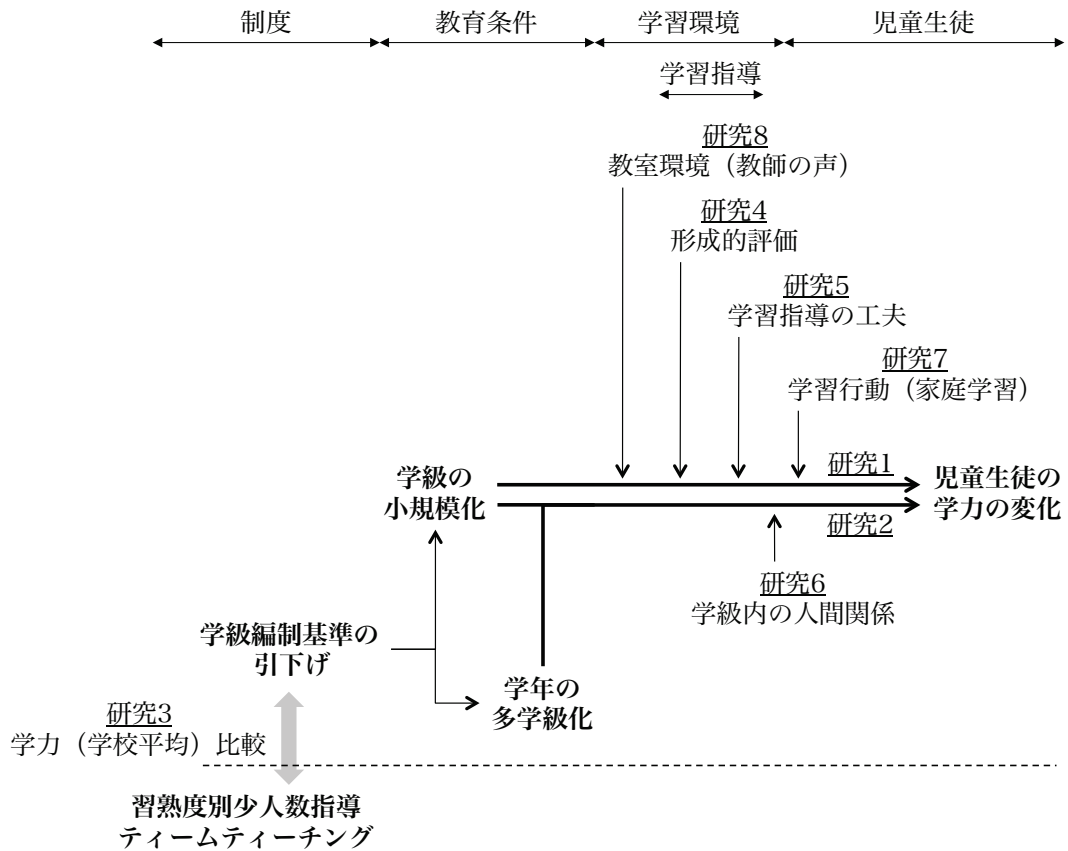 制度
教育条件
学習環境
児童生徒
学習指導
研究8
教室環境（教師の声）
研究4
形成的評価
研究5
学習指導の工夫
研究7
学習行動（家庭学習）
学級の
小規模化
研究1
研究2
児童生徒の
学力の変化
研究6
学級内の人間関係
学級編制基準の
引下げ
学年の
多学級化
研究3
学力（学校平均）比較
習熟度別少人数指導
ティームティーチング